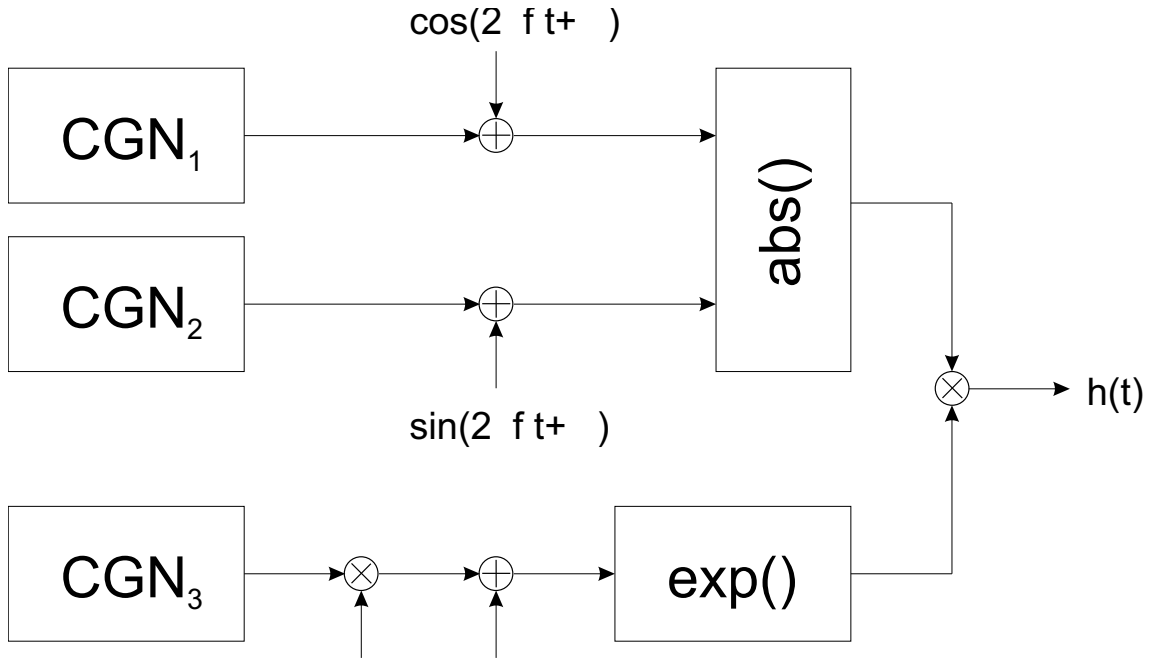 cos(2 f t+ )
CGN1
abs()
CGN2
h(t)
sin(2 f t+ )
CGN3
exp()